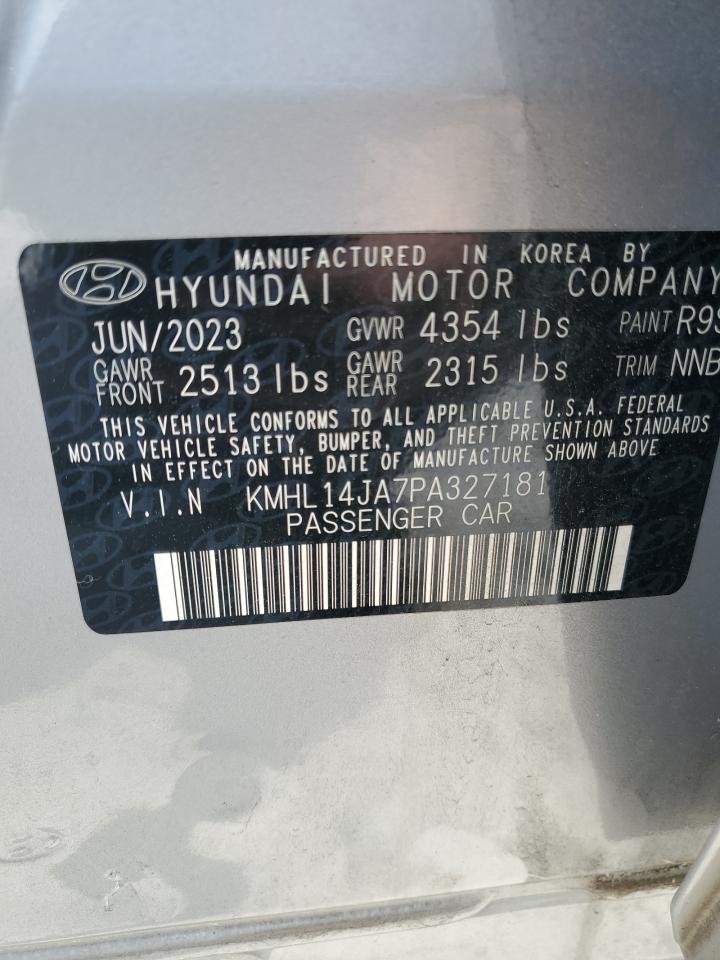 MANUFACTURED IN KOREA BY
HYUNDAI MOTOR COMPANY
JUN/2023 GVWR 4354 lbs PAINT R9
GAWR FRONT 2513 lbs GAWR REAR 2315 lbs TRIM NNB
THIS VEHICLE CONFORMS TO ALL APPLICABLE U.S.A. FEDERAL
MOTOR VEHICLE SAFETY, BUMPER, AND THEFT PREVENTION STANDARDS
IN EFFECT ON THE DATE OF MANUFACTURE SHOWN ABOVE
V.I.N KMHL14JA7PA327181
PASSENGER CAR